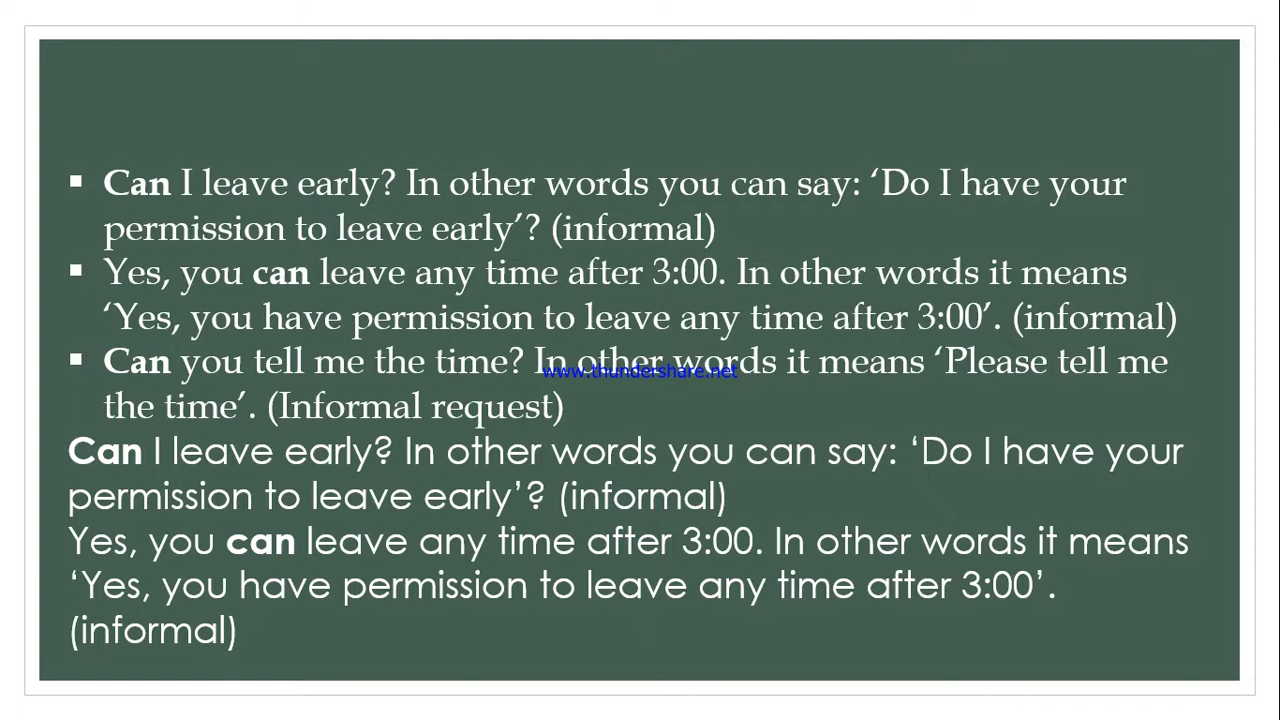 ▪ Can I leave early? In other words you can say: ‘Do I have your
permission to leave early’? (informal)
▪ Yes, you can leave any time after 3:00. In other words it means
‘Yes, you have permission to leave any time after 3:00’. (informal)
▪ Can you tell me the time? In other words it means ‘Please tell me
www.thundershare.net
the time’. (Informal request)
Can I leave early? In other words you can say: ‘Do I have your
permission to leave early’? (informal)
Yes, you can leave any time after 3:00. In other words it means
‘Yes, you have permission to leave any time after 3:00’.
(informal)